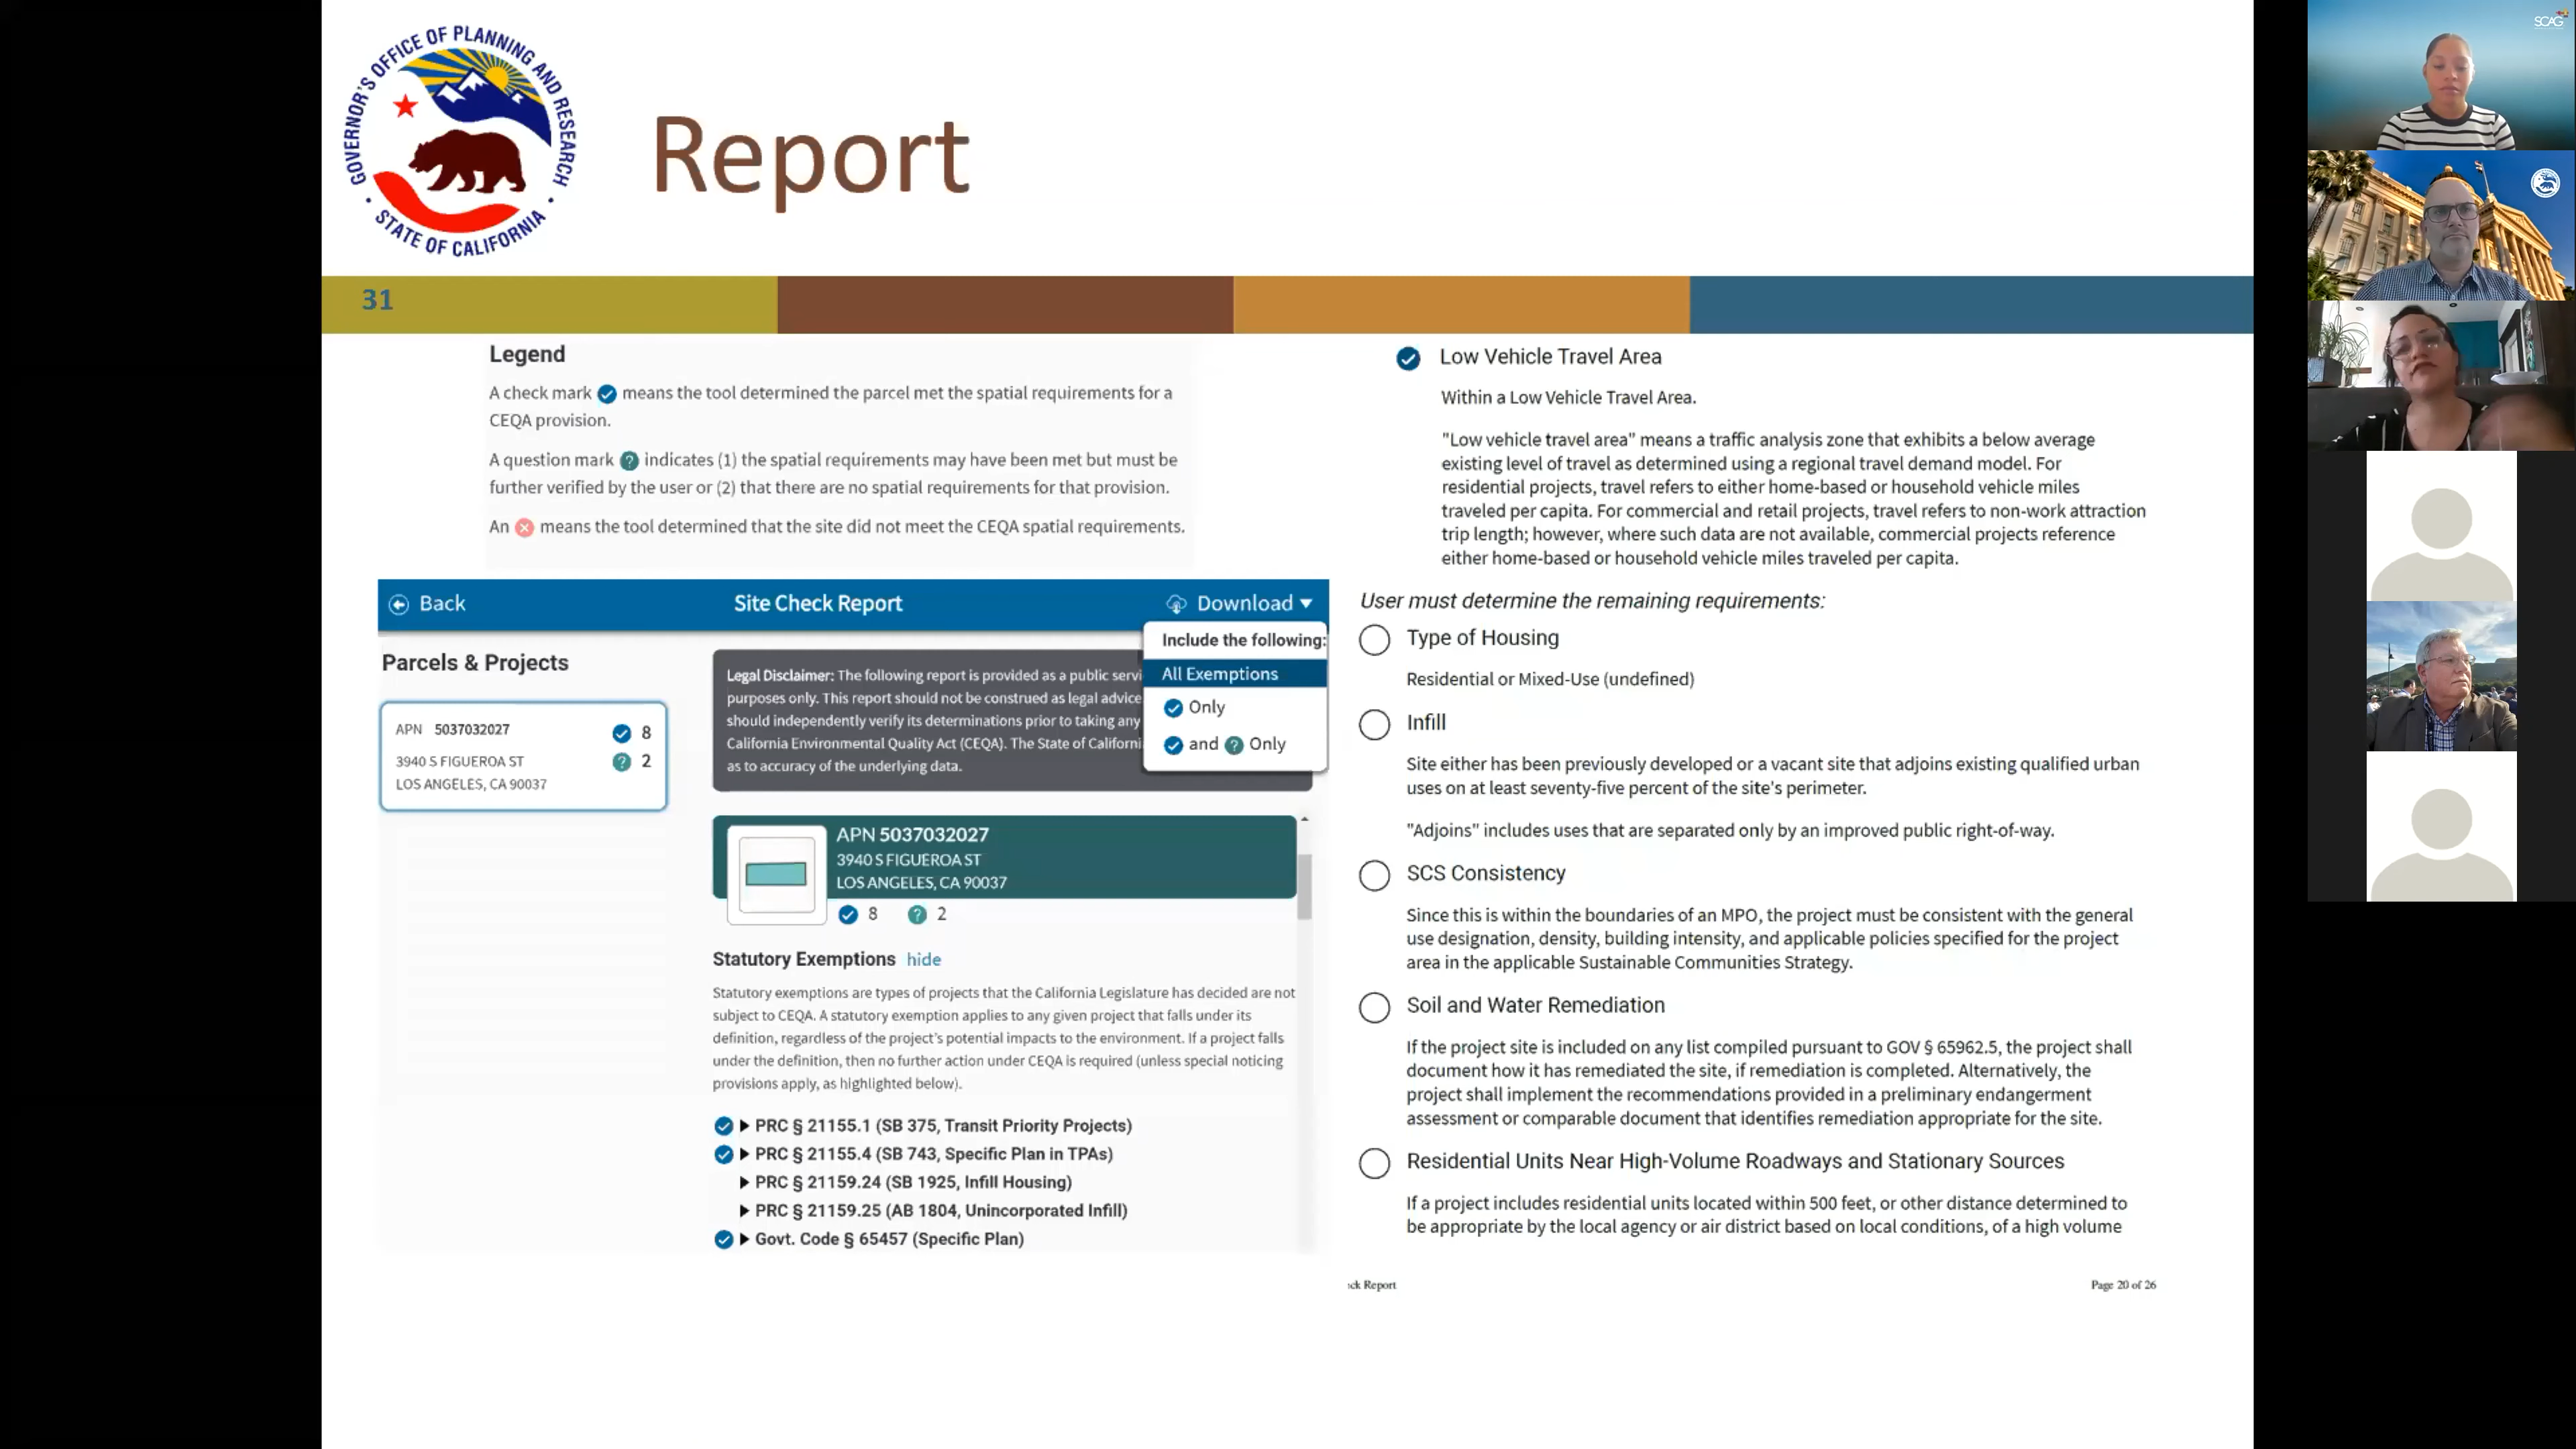 GOVERNOR'S OFFICE OF PLANNING AND RESEARCH
• STATE OF CALIFORNIA •
Report
31
Legend
A check mark means the tool determined the parcel met the spatial requirements for a
CEQA provision.
A question mark ? indicates (1) the spatial requirements may have been met but must be
further verified by the user or (2) that there are no spatial requirements for that provision.
An means the tool determined that the site did not meet the CEQA spatial requirements.
Back
Site Check Report
Download
Include the following:
All Exemptions
Only
and ? Only
Parcels & Projects
APN 5037032027
8
3940 S FIGUEROA ST
? 2
LOS ANGELES, CA 90037
Legal Disclaimer: The following report is provided as a public servi
purposes only. This report should not be construed as legal advice
should independently verify its determinations prior to taking any
California Environmental Quality Act (CEQA). The State of Californi
as to accuracy of the underlying data.
APN 5037032027
3940 S FIGUEROA ST
LOS ANGELES, CA 90037
8 ? 2
Statutory Exemptions hide
Statutory exemptions are types of projects that the California Legislature has decided are not
subject to CEQA. A statutory exemption applies to any given project that falls under its
definition, regardless of the project's potential impacts to the environment. If a project falls
under the definition, then no further action under CEQA is required (unless special noticing
provisions apply, as highlighted below).
PRC § 21155.1 (SB 375, Transit Priority Projects)
PRC § 21155.4 (SB 743, Specific Plan in TPAs)
PRC § 21159.24 (SB 1925, Infill Housing)
PRC § 21159.25 (AB 1804, Unincorporated Infill)
Govt. Code § 65457 (Specific Plan)
Low Vehicle Travel Area
Within a Low Vehicle Travel Area.
"Low vehicle travel area" means a traffic analysis zone that exhibits a below average
existing level of travel as determined using a regional travel demand model. For
residential projects, travel refers to either home-based or household vehicle miles
traveled per capita. For commercial and retail projects, travel refers to non-work attraction
trip length; however, where such data are not available, commercial projects reference
either home-based or household vehicle miles traveled per capita.
User must determine the remaining requirements:
Type of Housing
Residential or Mixed-Use (undefined)
Infill
Site either has been previously developed or a vacant site that adjoins existing qualified urban
uses on at least seventy-five percent of the site's perimeter.
"Adjoins" includes uses that are separated only by an improved public right-of-way.
SCS Consistency
Since this is within the boundaries of an MPO, the project must be consistent with the general
use designation, density, building intensity, and applicable policies specified for the project
area in the applicable Sustainable Communities Strategy.
Soil and Water Remediation
If the project site is included on any list compiled pursuant to GOV § 65962.5, the project shall
document how it has remediated the site, if remediation is completed. Alternatively, the
project shall implement the recommendations provided in a preliminary endangerment
assessment or comparable document that identifies remediation appropriate for the site.
Residential Units Near High-Volume Roadways and Stationary Sources
If a project includes residential units located within 500 feet, or other distance determined to
be appropriate by the local agency or air district based on local conditions, of a high volume
ck Report
Page 20 of 26
SCAG